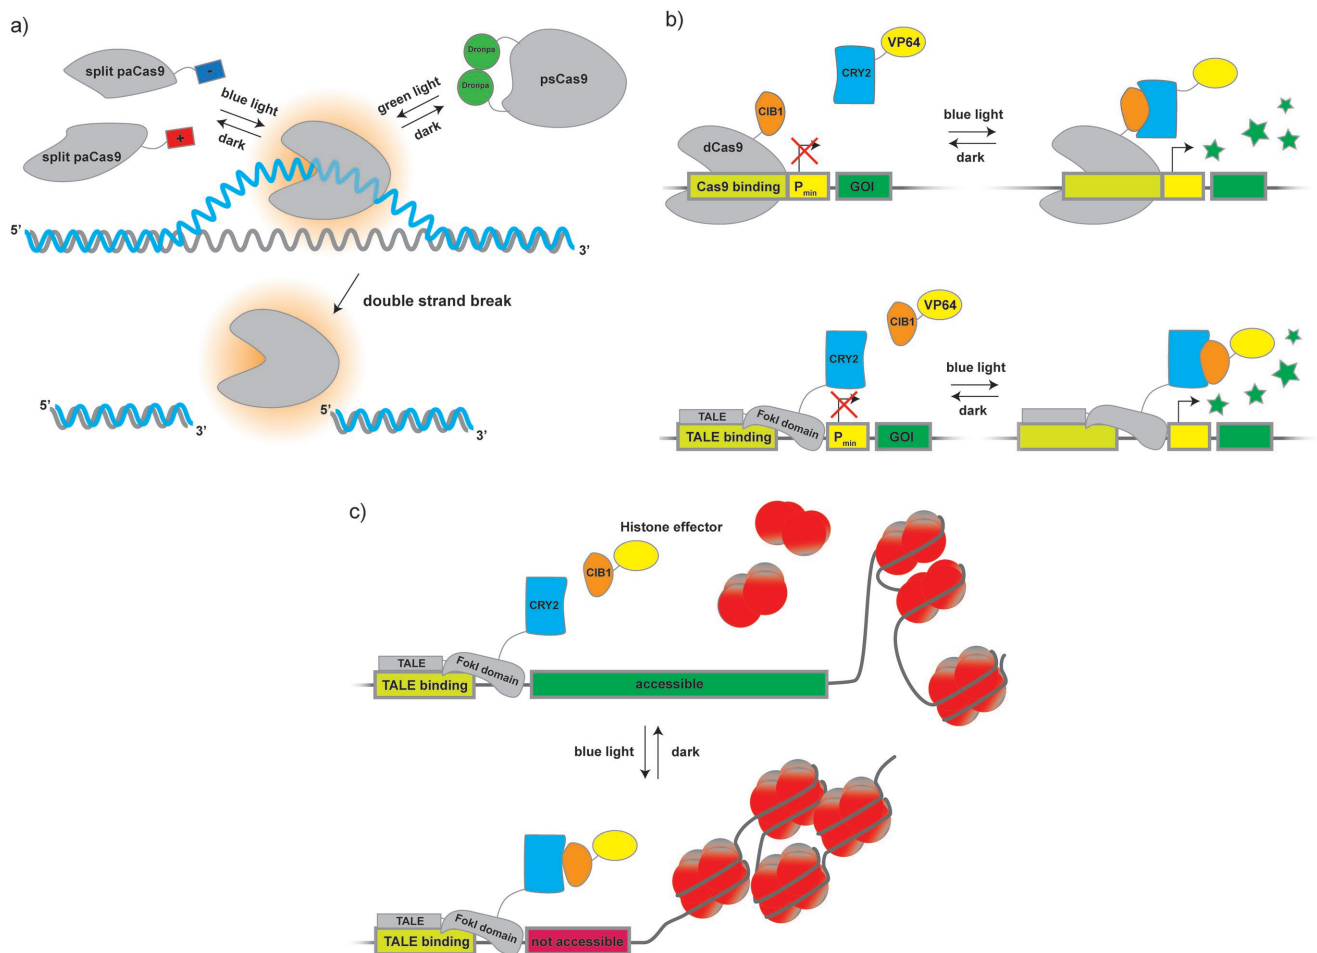 a)
split paCas9
-
blue light
dark
split paCas9
+
Dronpa
Dronpa
psCas9
green light
dark
5'
3'
double strand break
5'
3'
5'
3'
b)
VP64
CRY2
CIB1
dCas9
Cas9 binding
Pmin
GOI
blue light
dark
VP64
CIB1
CRY2
TALE
FokI domain
TALE binding
Pmin
GOI
blue light
dark
c)
Histone effector
CIB1
CRY2
TALE
FokI domain
TALE binding
accessible
blue light
dark
TALE
FokI domain
TALE binding
not accessible